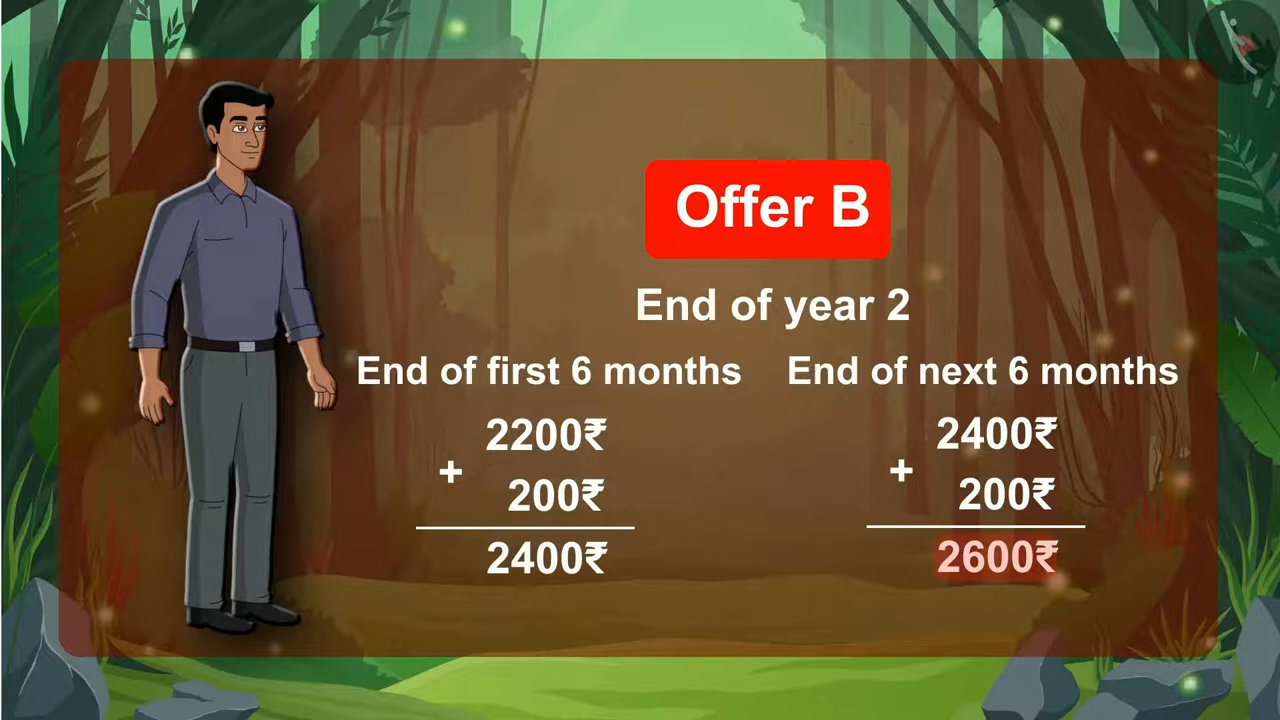 Offer B
End of year 2
End of first 6 months
2200₹
+
200₹
2400₹
End of next 6 months
2400₹
+
200₹
2600₹